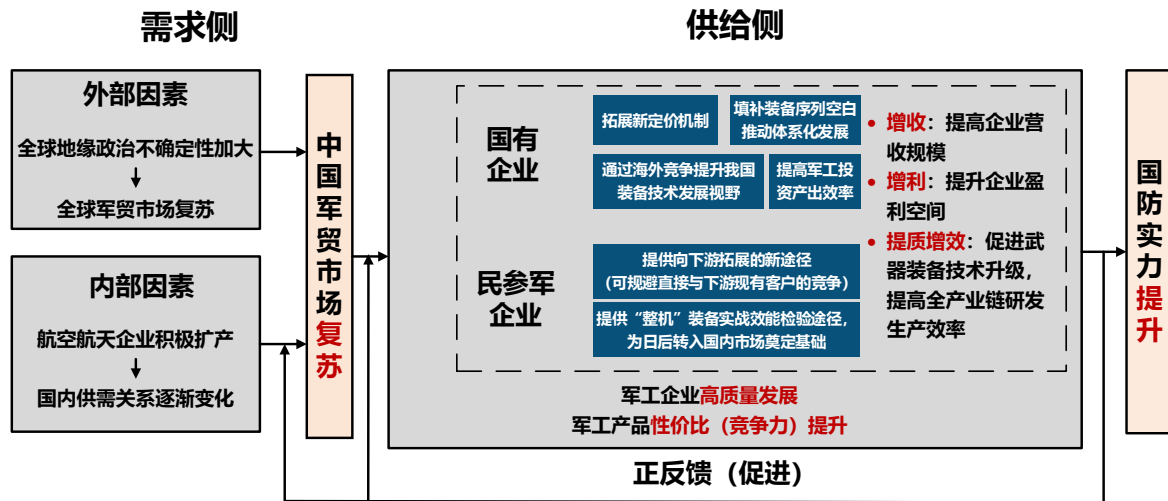 需求侧
外部因素
全球地缘政治不确定性加大
全球军贸市场复苏
内部因素
航空航天企业积极扩产
国内供需关系逐渐变化
中国军贸市场复苏
供给侧
国有
企业
拓展新定价机制
填补装备序列空白
推动体系化发展
通过海外竞争提升我国
装备技术发展视野
提高军工投
资产出效率
民参军
企业
提供向下游拓展的新途径
（可规避直接与下游现有客户的竞争）
提供“整机”装备实战效能检验途径，
为日后转入国内市场奠定基础
• 增收：提高企业营
收规模
• 增利：提升企业盈
利空间
• 提质增效：促进武
器装备技术升级，
提高全产业链研发
生产效率
军工企业高质量发展
军工产品性价比（竞争力）提升
国防实力提升
正反馈（促进）